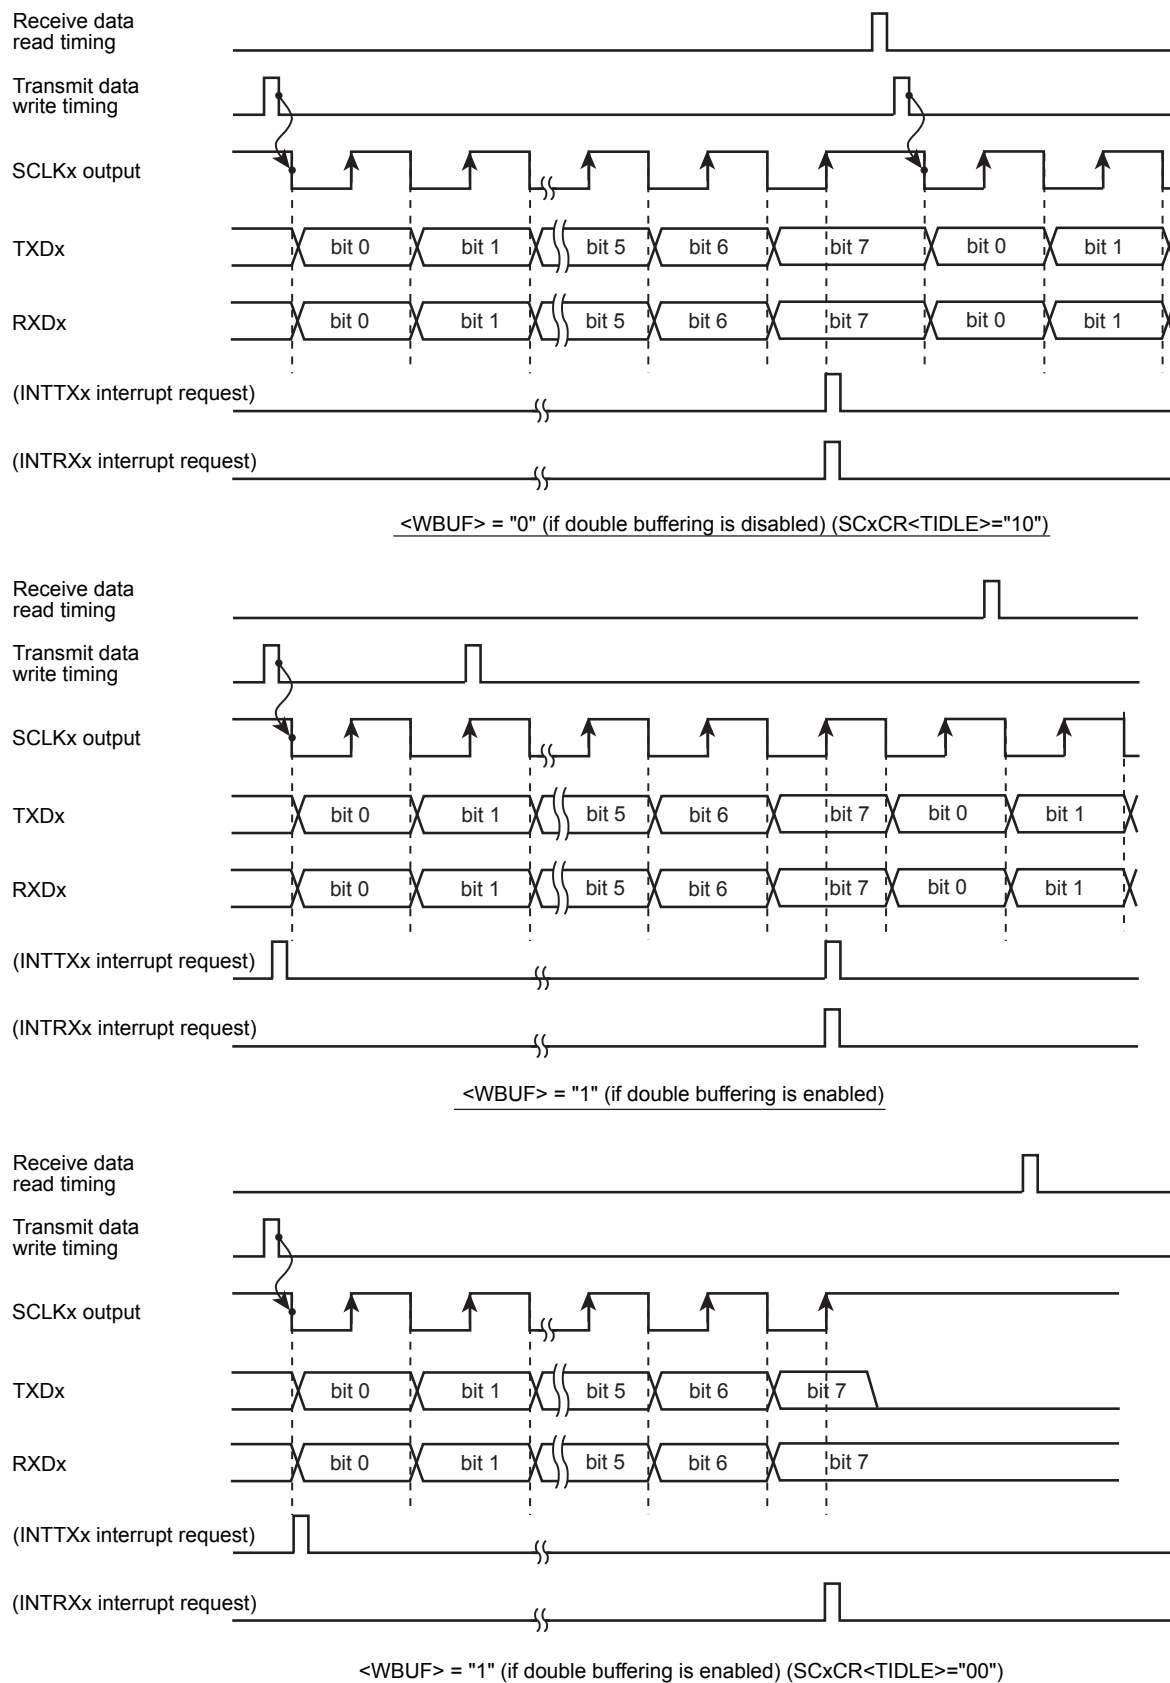 Receive data
read timing
Transmit data
write timing
SCLKx output
TXDx
bit 0 bit 1 bit 5 bit 6 bit 7 bit 0 bit 1
RXDx
bit 0 bit 1 bit 5 bit 6 bit 7 bit 0 bit 1
(INTTXx interrupt request)
(INTRXx interrupt request)
<WBUF> = "0" (if double buffering is disabled) (SCxCR<TIDLE>="10")
Receive data
read timing
Transmit data
write timing
SCLKx output
TXDx
bit 0 bit 1 bit 5 bit 6 bit 7 bit 0 bit 1
RXDx
bit 0 bit 1 bit 5 bit 6 bit 7 bit 0 bit 1
(INTTXx interrupt request)
(INTRXx interrupt request)
<WBUF> = "1" (if double buffering is enabled)
Receive data
read timing
Transmit data
write timing
SCLKx output
TXDx
bit 0 bit 1 bit 5 bit 6 bit 7
RXDx
bit 0 bit 1 bit 5 bit 6 bit 7
(INTTXx interrupt request)
(INTRXx interrupt request)
<WBUF> = "1" (if double buffering is enabled) (SCxCR<TIDLE>="00")